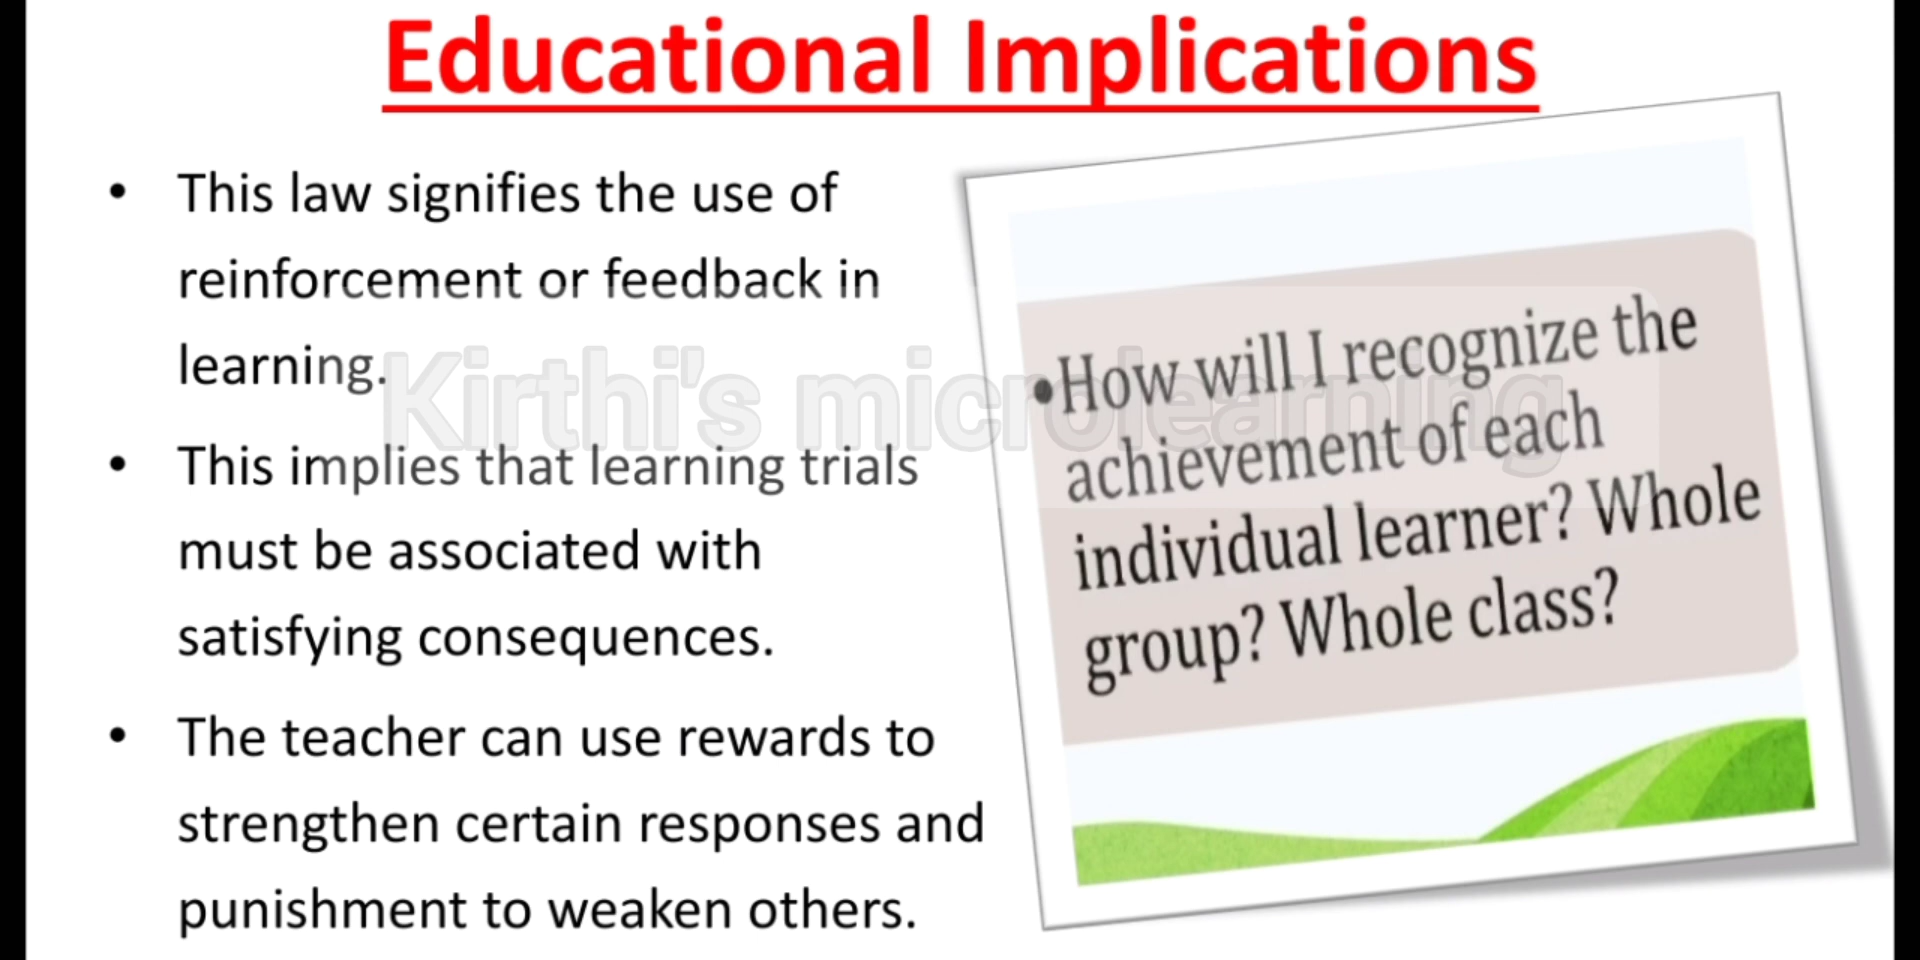 Educational Implications
• This law signifies the use of
reinforcement or feedback in
learning.
• This implies that learning trials
must be associated with
satisfying consequences.
• The teacher can use rewards to
strengthen certain responses and
punishment to weaken others.
•How will I recognize the
achievement of each
individual learner? Whole
group? Whole class?
Kirthi's microlearning